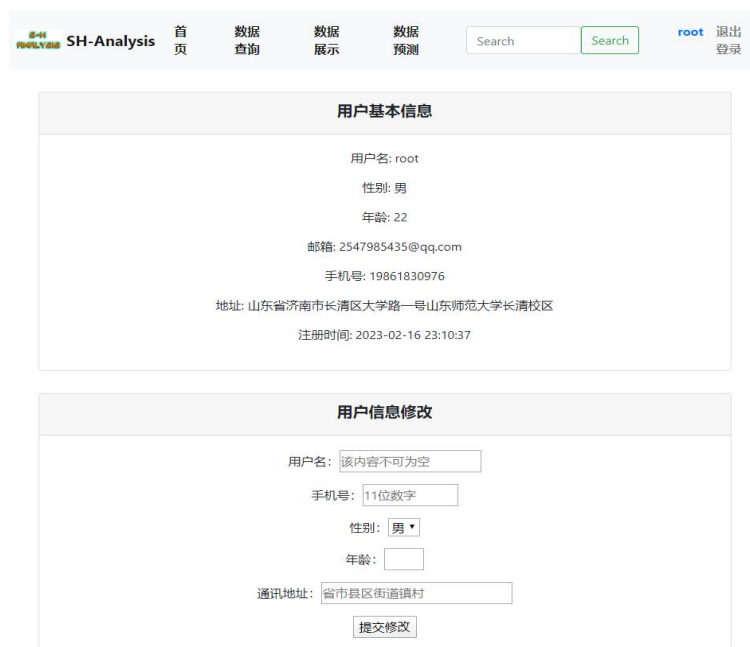 S-H
ANALYSIS
SH-Analysis
首页
数据查询
数据展示
数据预测
Search
Search
root
退出登录
用户基本信息
用户名: root
性别: 男
年龄: 22
邮箱: 2547985435@qq.com
手机号: 19861830976
地址: 山东省济南市长清区大学路一号山东师范大学长清校区
注册时间: 2023-02-16 23:10:37
用户信息修改
用户名: 该内容不可为空
手机号: 11位数字
性别: 男
年龄:
通讯地址: 省市县区街道镇村
提交修改